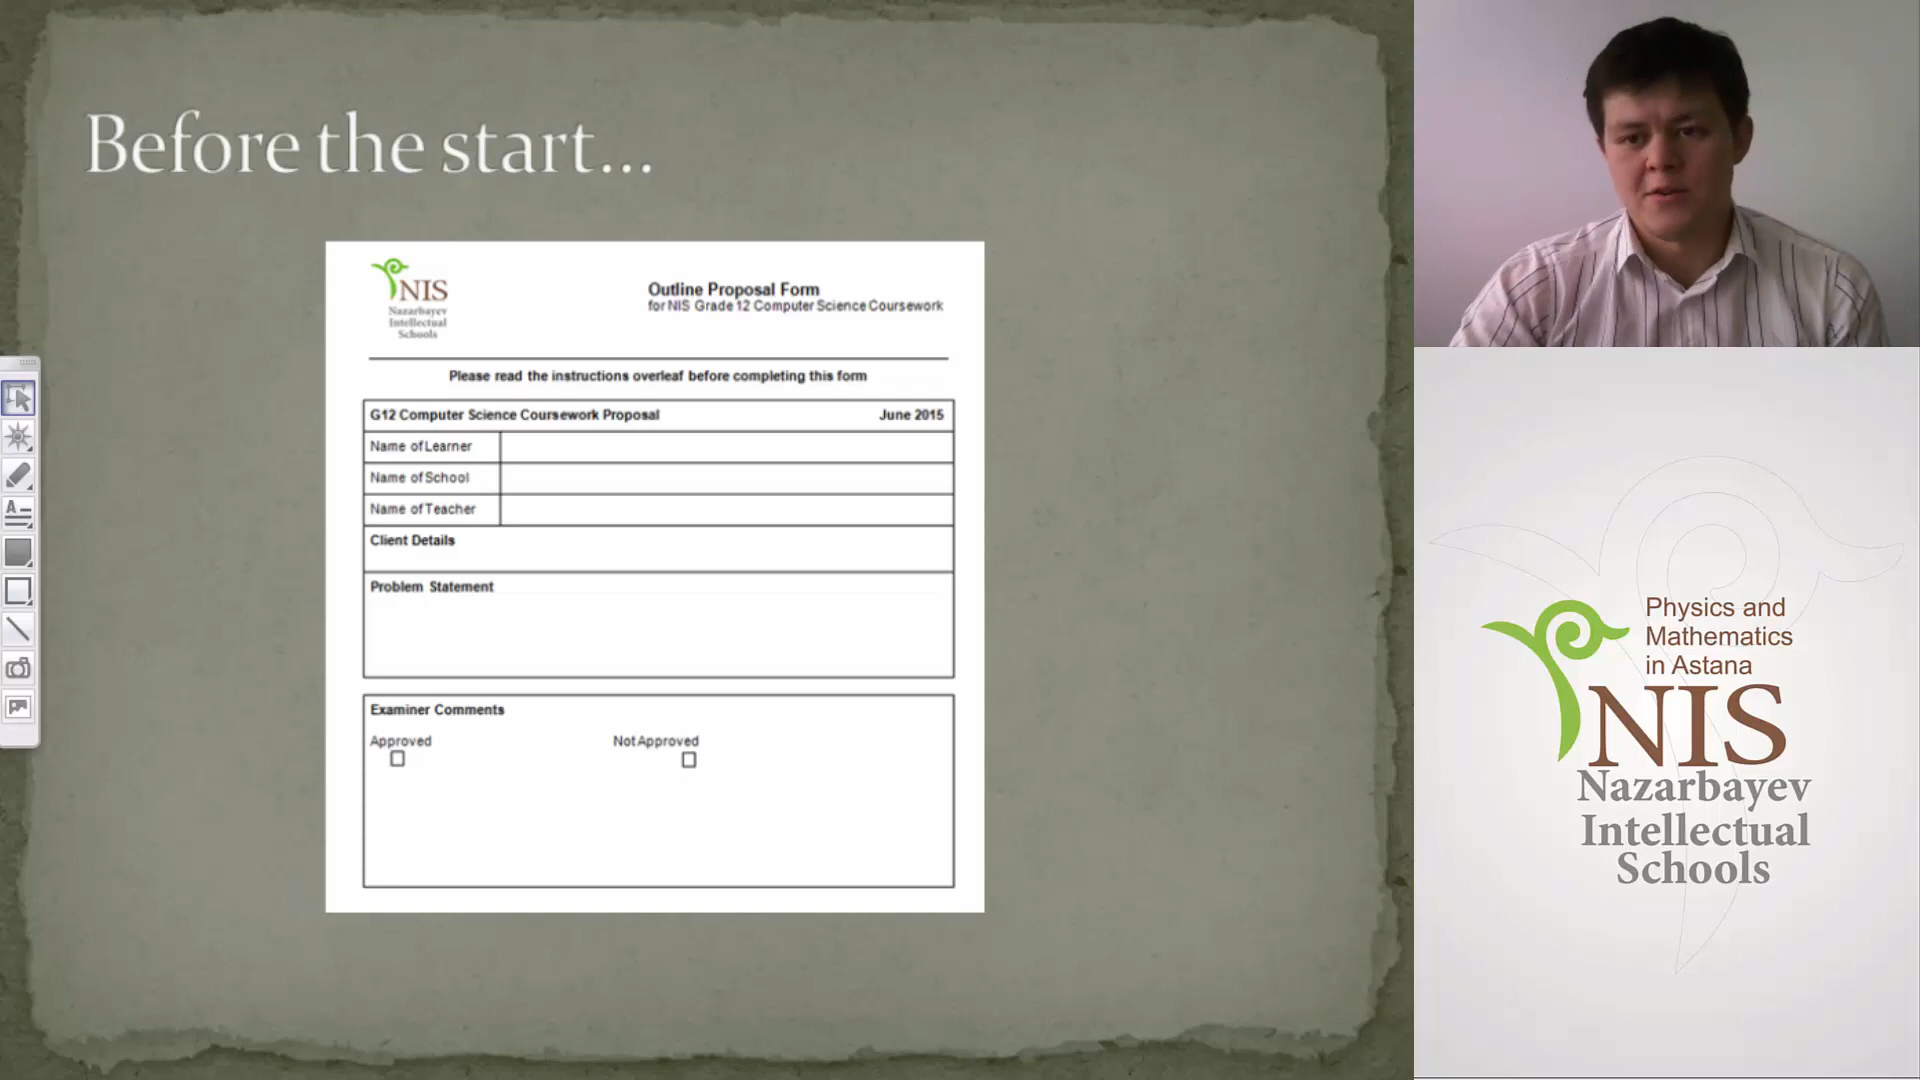 Before the start...
NIS
Nazarbayev
Intellectual
Schools
Outline Proposal Form
for NIS Grade 12 Computer Science Coursework
Please read the instructions overleaf before completing this form
G12 Computer Science Coursework Proposal June 2015
Name of Learner
Name of School
Name of Teacher
Client Details
Problem Statement
Examiner Comments
Approved Not Approved
Physics and
Mathematics
in Astana
NIS
Nazarbayev
Intellectual
Schools